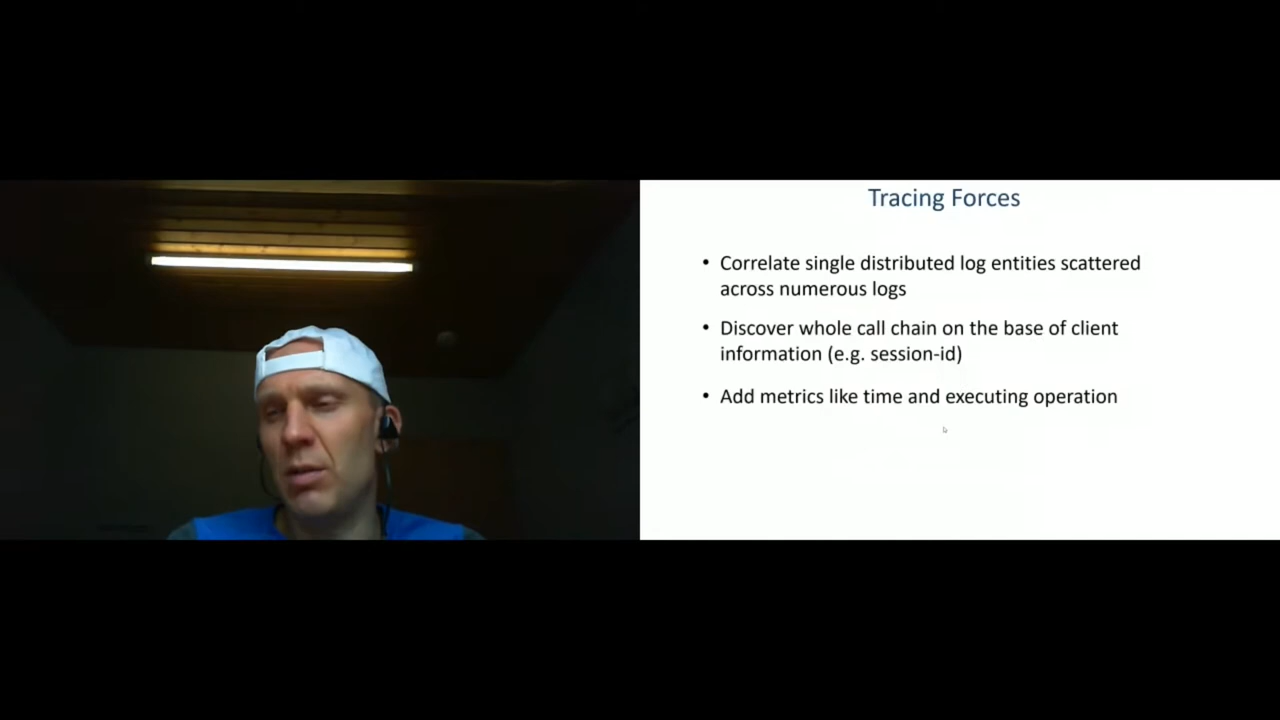 Tracing Forces
• Correlate single distributed log entities scattered
across numerous logs
• Discover whole call chain on the base of client
information (e.g. session-id)
• Add metrics like time and executing operation